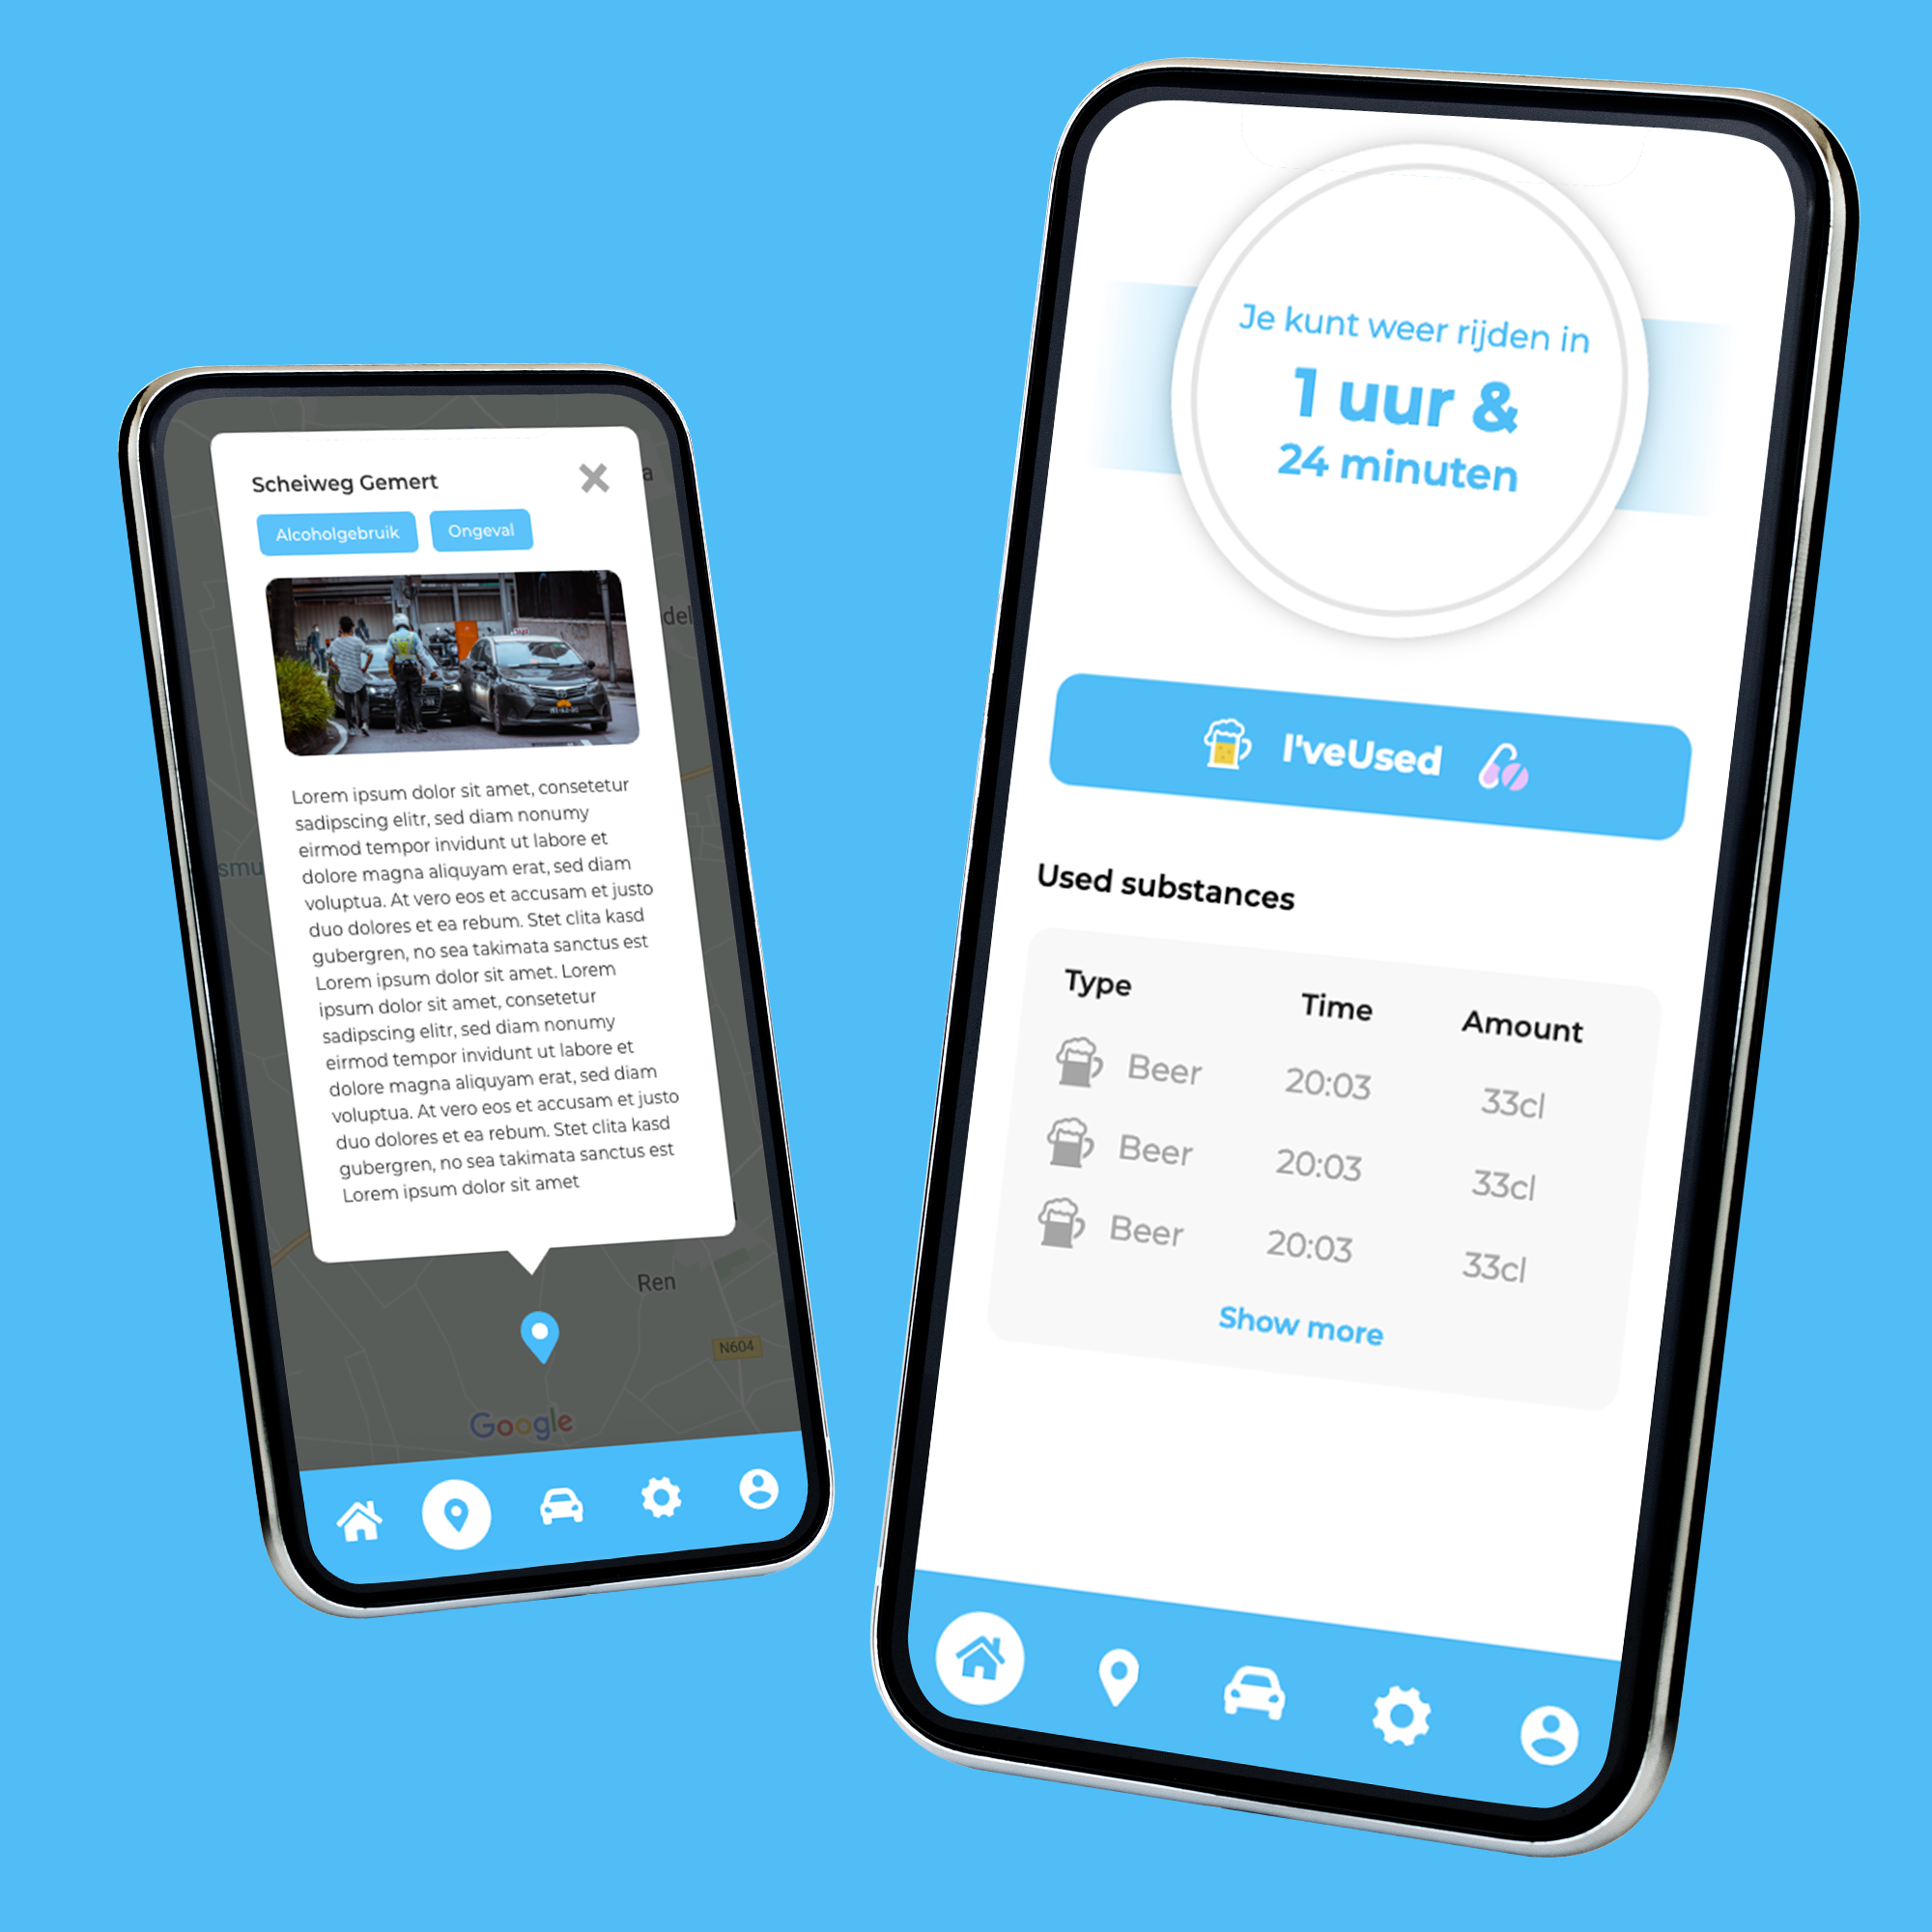 Scheiweg Gemert
Alcoholgebruik
Ongeval
Lorem ipsum dolor sit amet, consetetur
sadipscing elitr, sed diam nonumy
eirmod tempor invidunt ut labore et
dolore magna aliquyam erat, sed diam
voluptua. At vero eos et accusam et justo
duo dolores et ea rebum. Stet clita kasd
gubergren, no sea takimata sanctus est
Lorem ipsum dolor sit amet. Lorem
ipsum dolor sit amet, consetetur
sadipscing elitr, sed diam nonumy
eirmod tempor invidunt ut labore et
dolore magna aliquyam erat, sed diam
voluptua. At vero eos et accusam et justo
duo dolores et ea rebum. Stet clita kasd
gubergren, no sea takimata sanctus est
Lorem ipsum dolor sit amet
a
del
smu
Ren
N604
Google
Je kunt weer rijden in
1 uur &
24 minuten
I'veUsed
Used substances
Type Time Amount
Beer 20:03 33cl
Beer 20:03 33cl
Beer 20:03 33cl
Show more